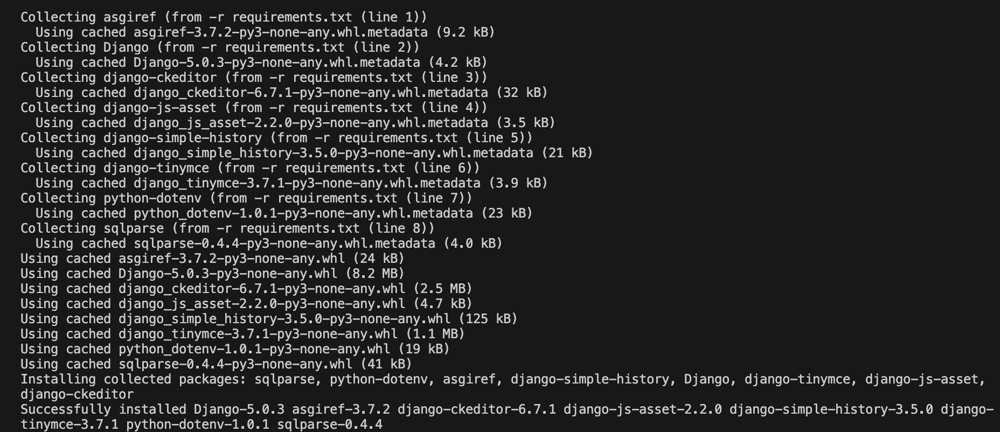 Collecting asgiref (from -r requirements.txt (line 1))
  Using cached asgiref-3.7.2-py3-none-any.whl.metadata (9.2 kB)
Collecting Django (from -r requirements.txt (line 2))
  Using cached Django-5.0.3-py3-none-any.whl.metadata (4.2 kB)
Collecting django-ckeditor (from -r requirements.txt (line 3))
  Using cached django_ckeditor-6.7.1-py3-none-any.whl.metadata (32 kB)
Collecting django-js-asset (from -r requirements.txt (line 4))
  Using cached django_js_asset-2.2.0-py3-none-any.whl.metadata (3.5 kB)
Collecting django-simple-history (from -r requirements.txt (line 5))
  Using cached django_simple_history-3.5.0-py3-none-any.whl.metadata (21 kB)
Collecting django-tinymce (from -r requirements.txt (line 6))
  Using cached django_tinymce-3.7.1-py3-none-any.whl.metadata (3.9 kB)
Collecting python-dotenv (from -r requirements.txt (line 7))
  Using cached python_dotenv-1.0.1-py3-none-any.whl.metadata (23 kB)
Collecting sqlparse (from -r requirements.txt (line 8))
  Using cached sqlparse-0.4.4-py3-none-any.whl.metadata (4.0 kB)
Using cached asgiref-3.7.2-py3-none-any.whl (24 kB)
Using cached Django-5.0.3-py3-none-any.whl (8.2 MB)
Using cached django_ckeditor-6.7.1-py3-none-any.whl (2.5 MB)
Using cached django_js_asset-2.2.0-py3-none-any.whl (4.7 kB)
Using cached django_simple_history-3.5.0-py3-none-any.whl (125 kB)
Using cached django_tinymce-3.7.1-py3-none-any.whl (1.1 MB)
Using cached python_dotenv-1.0.1-py3-none-any.whl (19 kB)
Using cached sqlparse-0.4.4-py3-none-any.whl (41 kB)
Installing collected packages: sqlparse, python-dotenv, asgiref, django-simple-history, Django, django-tinymce, django-js-asset,
django-ckeditor
Successfully installed Django-5.0.3 asgiref-3.7.2 django-ckeditor-6.7.1 django-js-asset-2.2.0 django-simple-history-3.5.0 django-
tinymce-3.7.1 python-dotenv-1.0.1 sqlparse-0.4.4